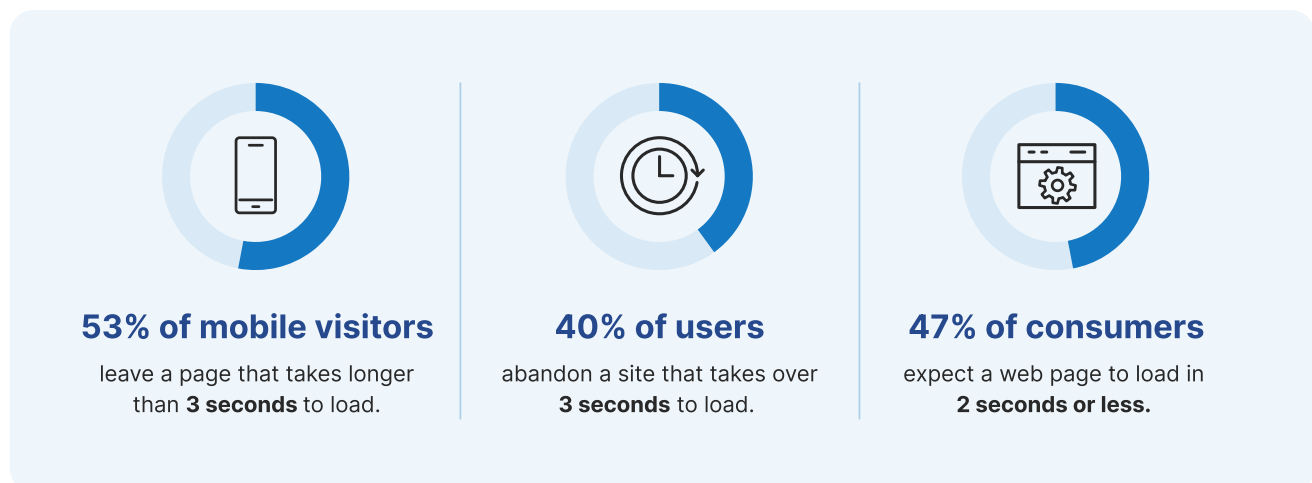 53% of mobile visitors
leave a page that takes longer
than 3 seconds to load.
40% of users
abandon a site that takes over
3 seconds to load.
47% of consumers
expect a web page to load in
2 seconds or less.